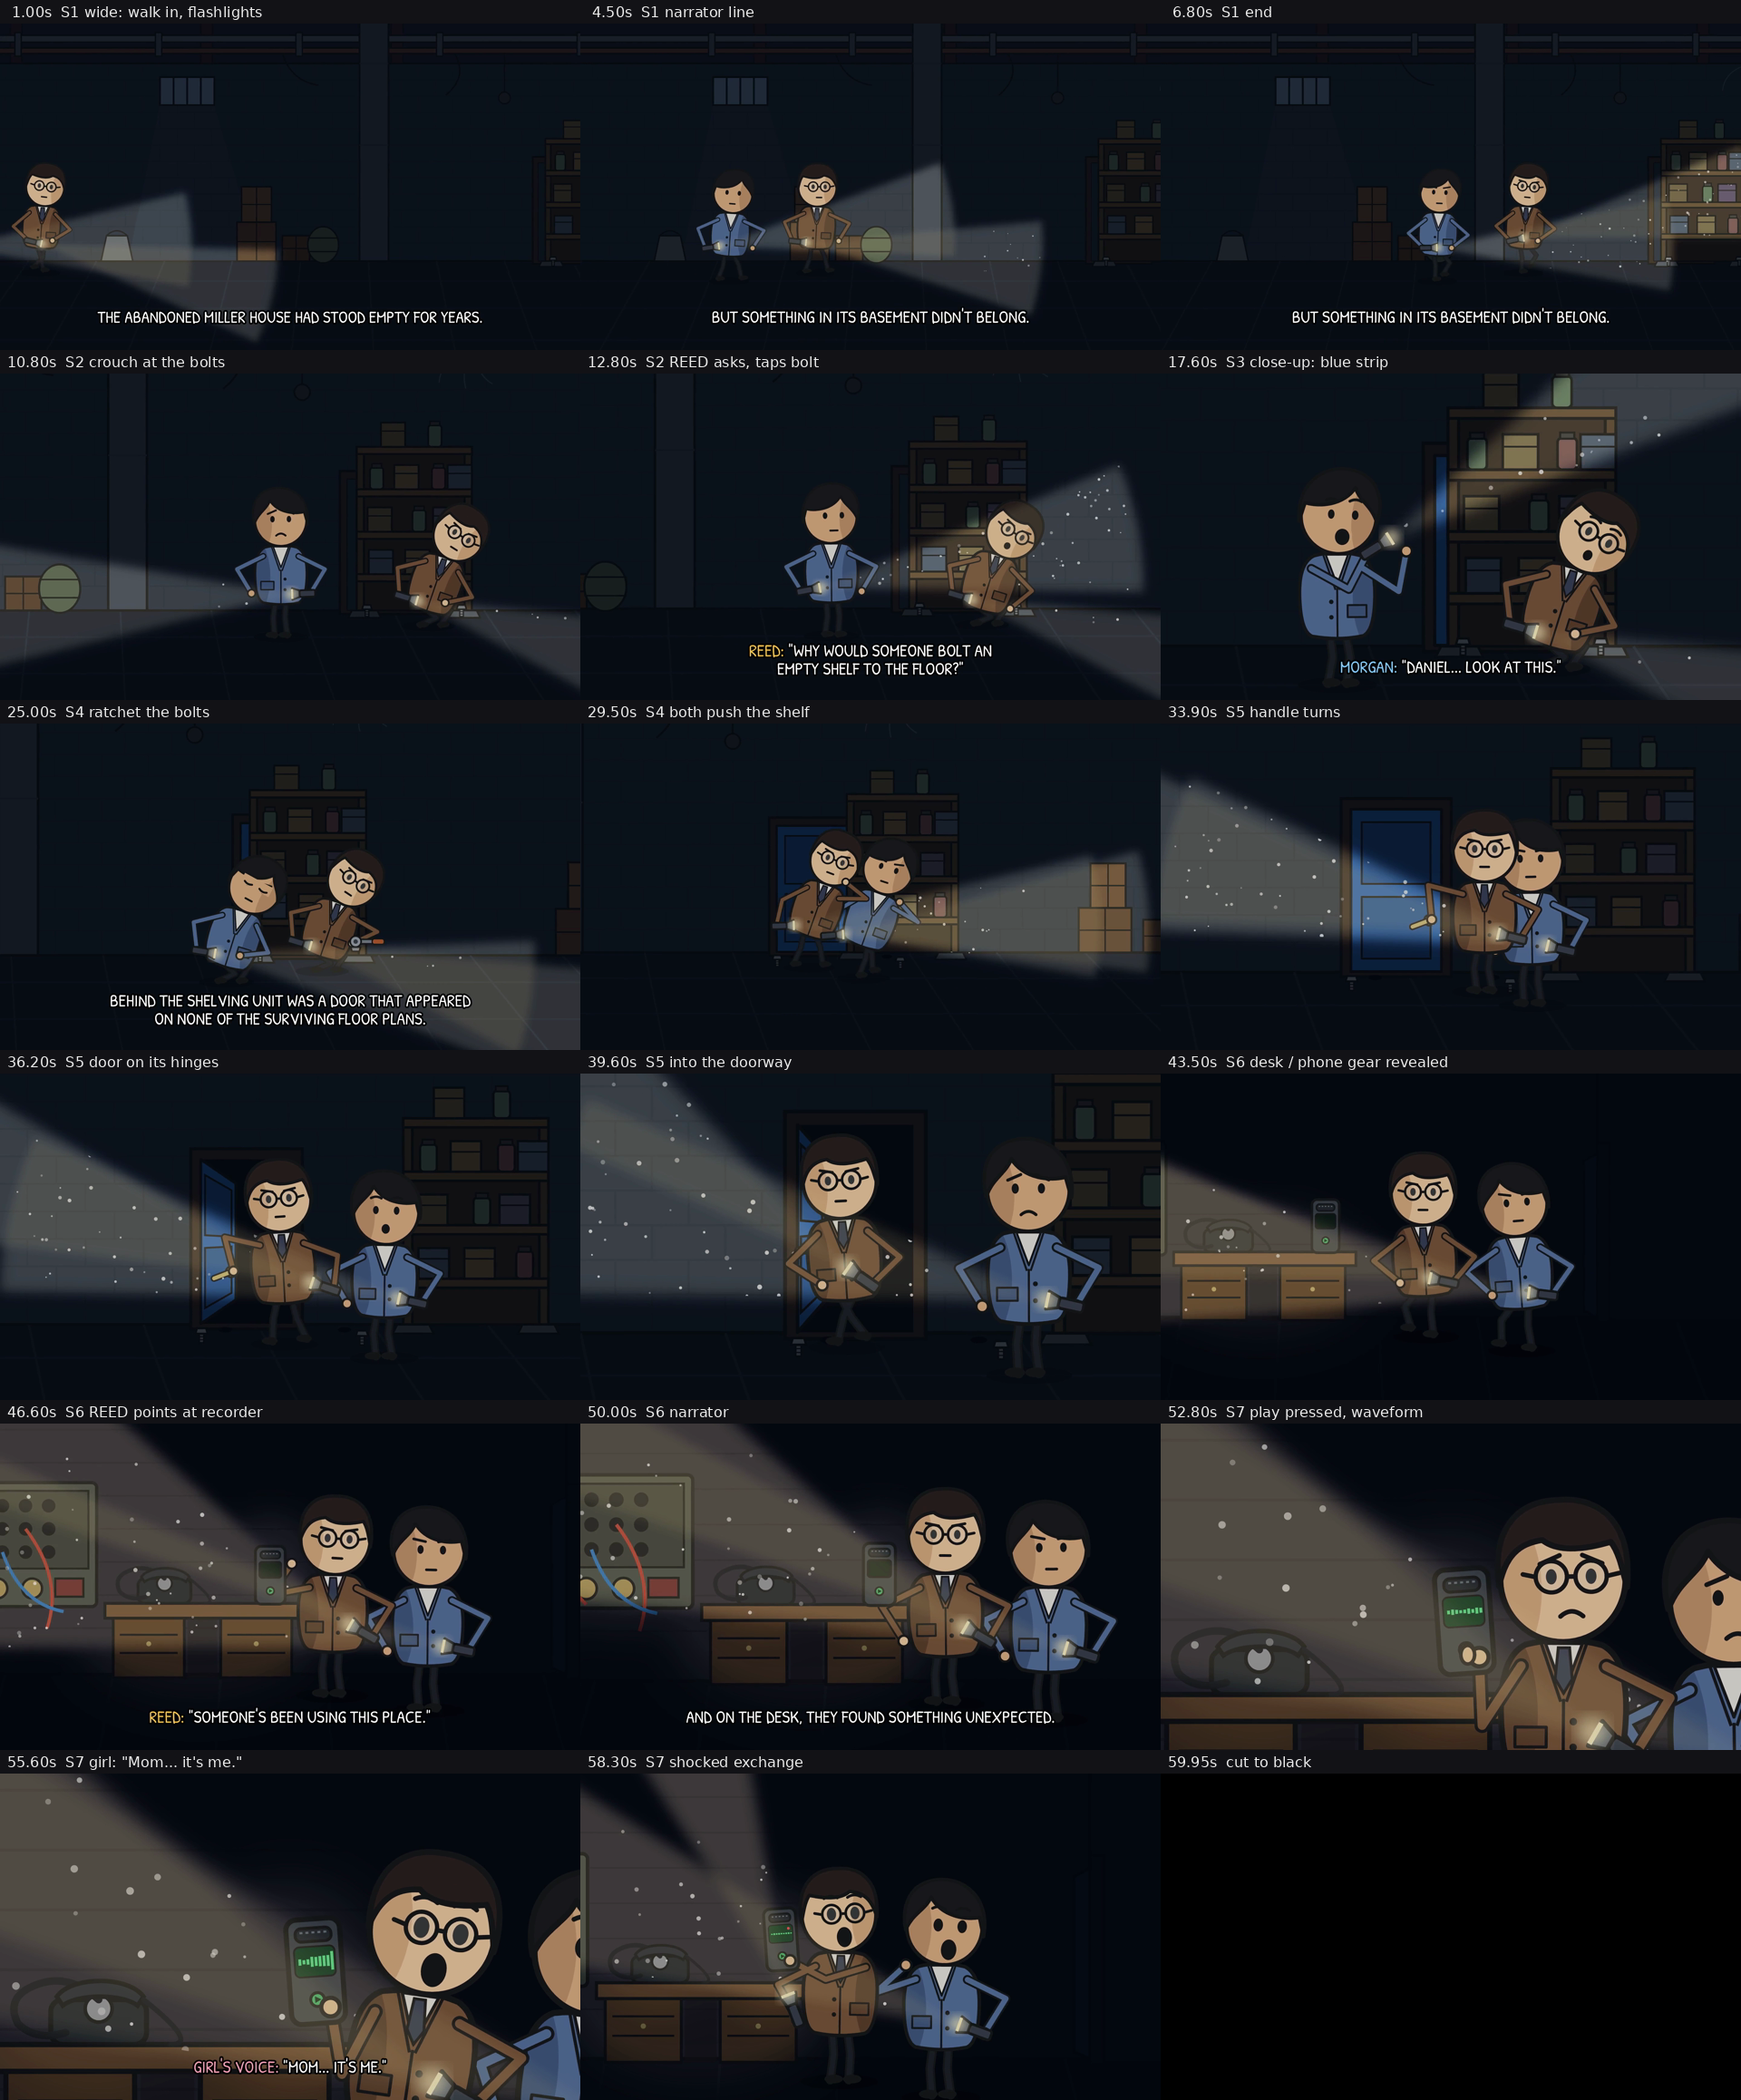 1.00s S1 wide: walk in, flashlights
4.50s S1 narrator line
6.80s S1 end
THE ABANDONED MILLER HOUSE HAD STOOD EMPTY FOR YEARS.
BUT SOMETHING IN ITS BASEMENT DIDN'T BELONG.
BUT SOMETHING IN ITS BASEMENT DIDN'T BELONG.
10.80s S2 crouch at the bolts
12.80s S2 REED asks, taps bolt
17.60s S3 close-up: blue strip
REED: "WHY WOULD SOMEONE BOLT AN
EMPTY SHELF TO THE FLOOR?"
MORGAN: "DANIEL... LOOK AT THIS."
25.00s S4 ratchet the bolts
29.50s S4 both push the shelf
33.90s S5 handle turns
BEHIND THE SHELVING UNIT WAS A DOOR THAT APPEARED
ON NONE OF THE SURVIVING FLOOR PLANS.
36.20s S5 door on its hinges
39.60s S5 into the doorway
43.50s S6 desk / phone gear revealed
46.60s S6 REED points at recorder
50.00s S6 narrator
52.80s S7 play pressed, waveform
REED: "SOMEONE'S BEEN USING THIS PLACE."
AND ON THE DESK, THEY FOUND SOMETHING UNEXPECTED.
55.60s S7 girl: "Mom... it's me."
58.30s S7 shocked exchange
59.95s cut to black
GIRL'S VOICE: "MOM... IT'S ME."